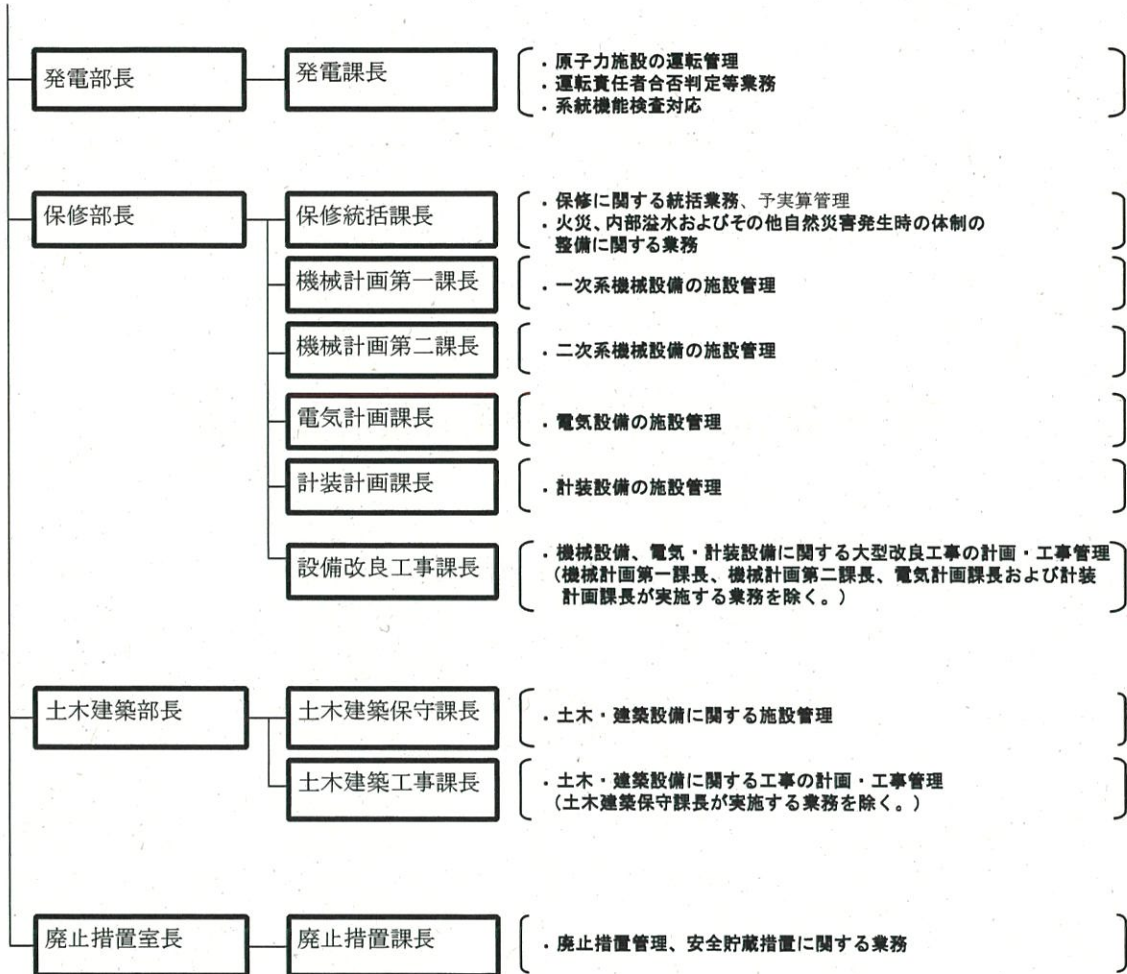 発電部長
発電課長
・原子力施設の運転管理
・運転責任者合否判定等業務
・系統機能検査対応
保修部長
保修統括課長
・保修に関する統括業務、予実算管理
・火災、内部溢水およびその他自然災害発生時の体制の
整備に関する業務
機械計画第一課長
・一次系機械設備の施設管理
機械計画第二課長
・二次系機械設備の施設管理
電気計画課長
・電気設備の施設管理
計装計画課長
・計装設備の施設管理
設備改良工事課長
・機械設備、電気・計装設備に関する大型改良工事の計画・工事管理
(機械計画第一課長、機械計画第二課長、電気計画課長および計装
計画課長が実施する業務を除く。)
土木建築部長
土木建築保守課長
・土木・建築設備に関する施設管理
土木建築工事課長
・土木・建築設備に関する工事の計画・工事管理
(土木建築保守課長が実施する業務を除く。)
廃止措置室長
廃止措置課長
・廃止措置管理、安全貯蔵措置に関する業務